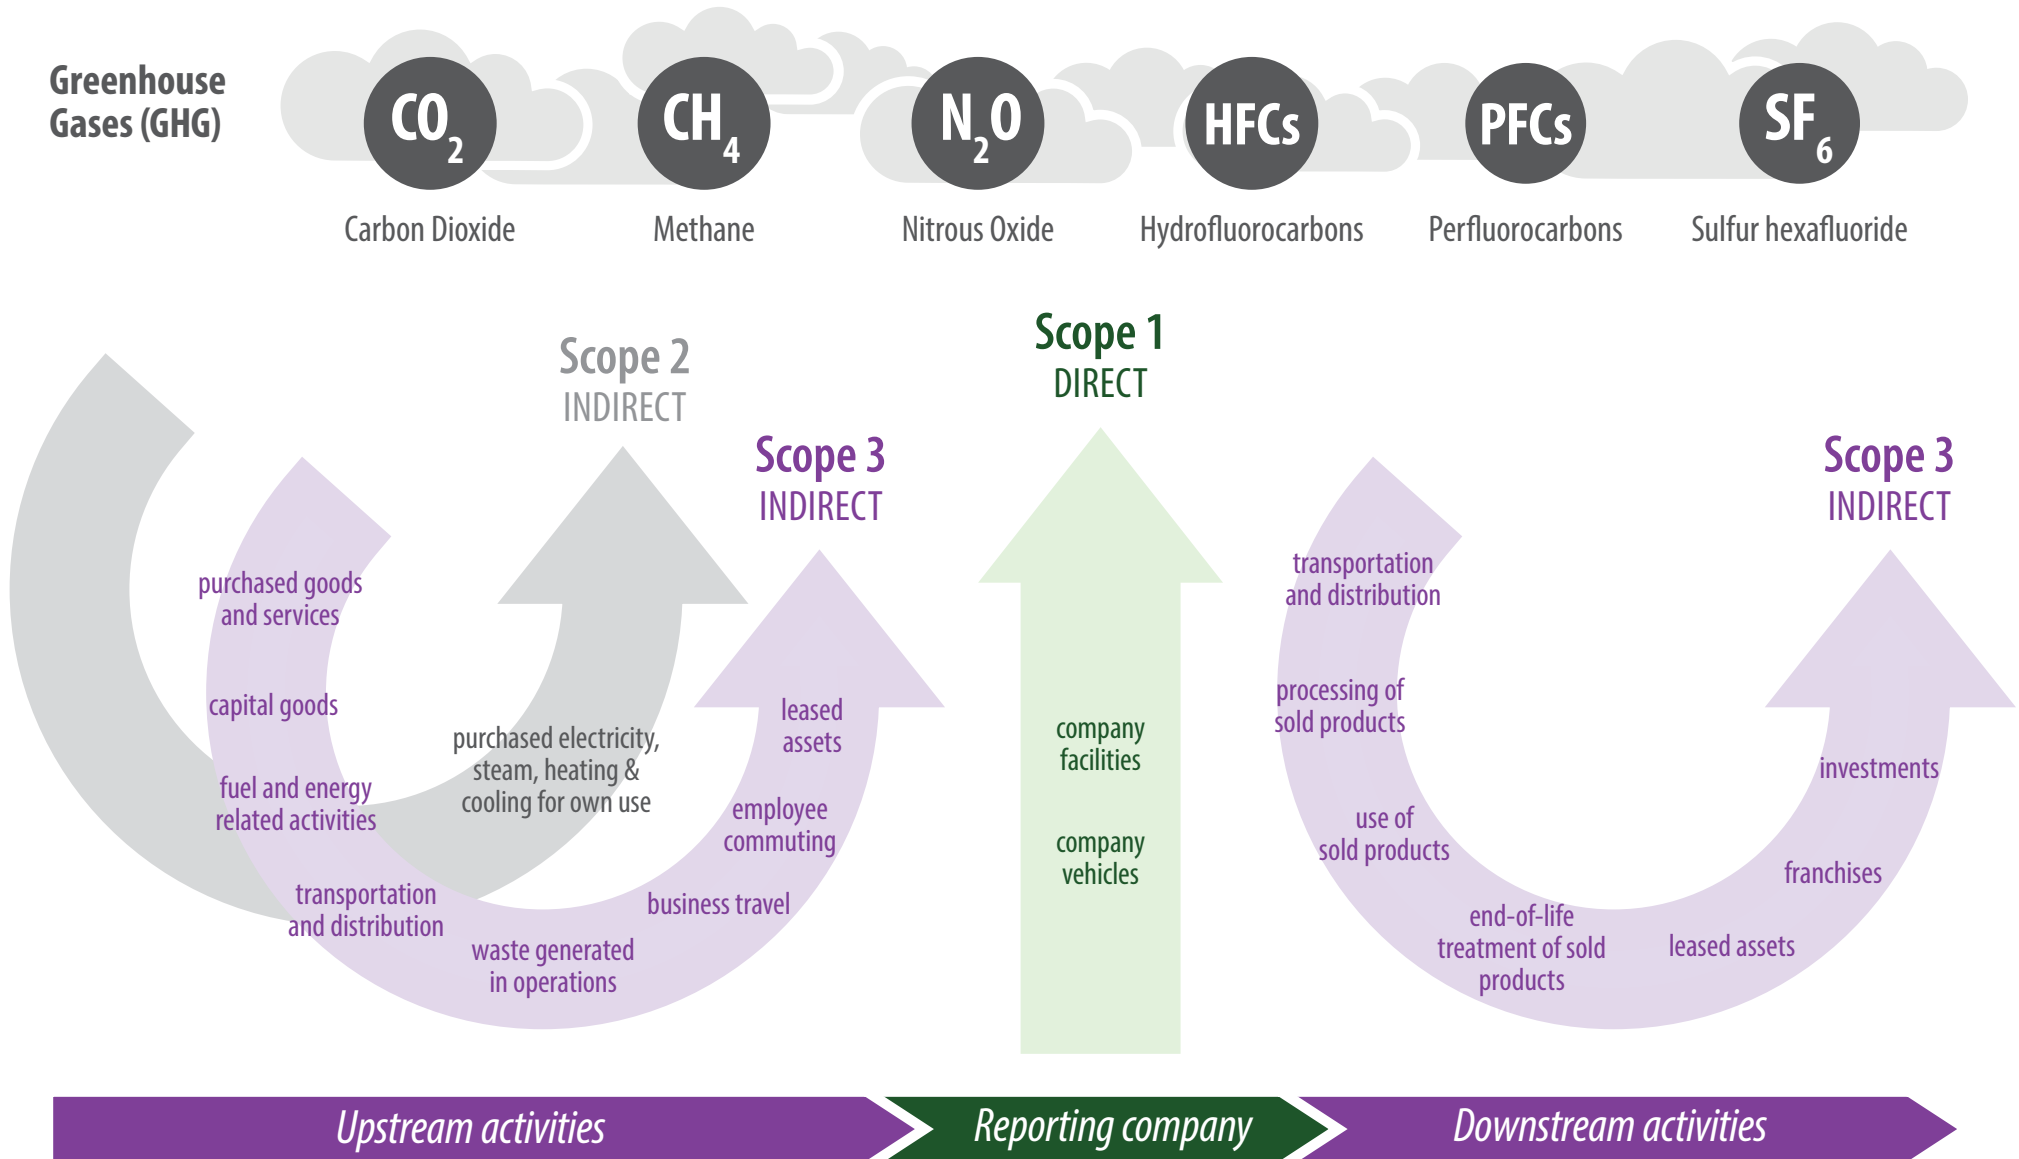 Greenhouse
Gases (GHG)
CO₂
CH₄
N₂O
HFCs
PFCs
SF₆
Carbon Dioxide
Methane
Nitrous Oxide
Hydrofluorocarbons
Perfluorocarbons
Sulfur hexafluoride
Scope 2
INDIRECT
purchased electricity,
steam, heating &
cooling for own use
Scope 3
INDIRECT
purchased goods
and services
capital goods
fuel and energy
related activities
transportation
and distribution
waste generated
in operations
business travel
employee
commuting
leased
assets
Scope 1
DIRECT
company
facilities
company
vehicles
Scope 3
INDIRECT
transportation
and distribution
processing of
sold products
use of
sold products
end-of-life
treatment of sold
products
leased assets
franchises
investments
Upstream activities
Reporting company
Downstream activities